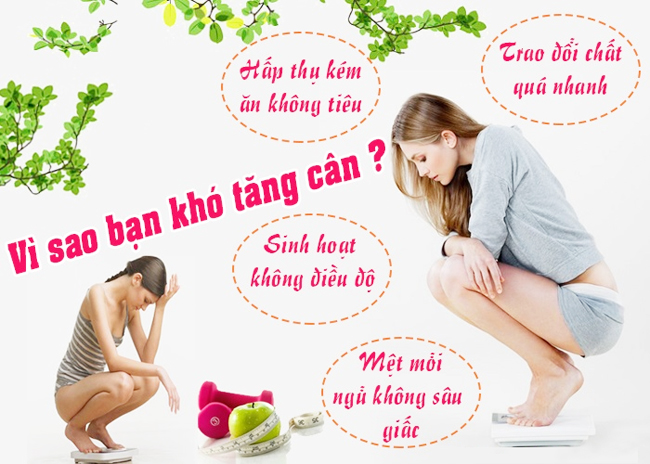 Hấp thụ kém
ăn không tiêu
Trao đổi chất
quá nhanh
Vì sao bạn khó tăng cân ?
Sinh hoạt
không điều độ
Mệt mỏi
ngủ không sâu
giấc